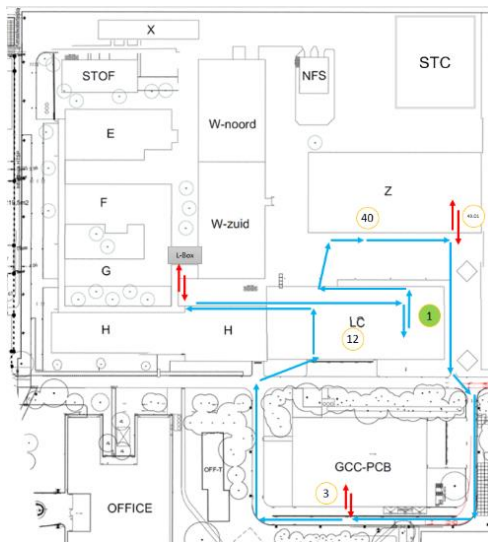 X
STOF
NFS
STC
E
W-noord
Z
F
40
W-zuid
L-Box
G
1
H
H
LC
12
GCC-PCB
OFF-T
3
OFFICE